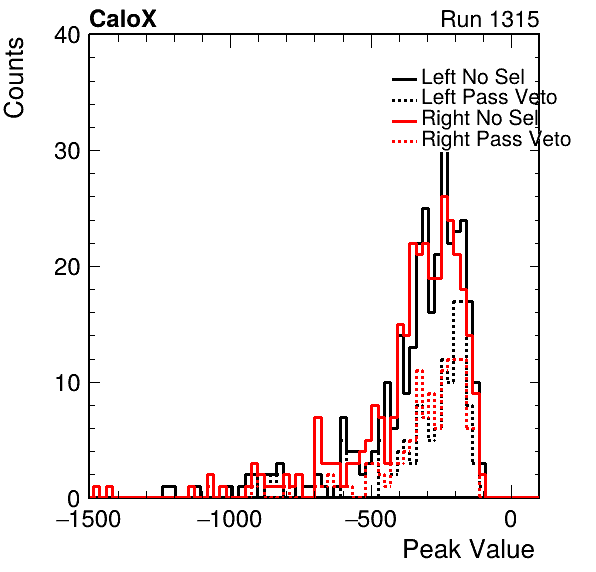 CaloX Run 1315
Counts
40
30
20
10
0
Left No Sel
Left Pass Veto
Right No Sel
Right Pass Veto
−1500 −1000 −500 0
Peak Value